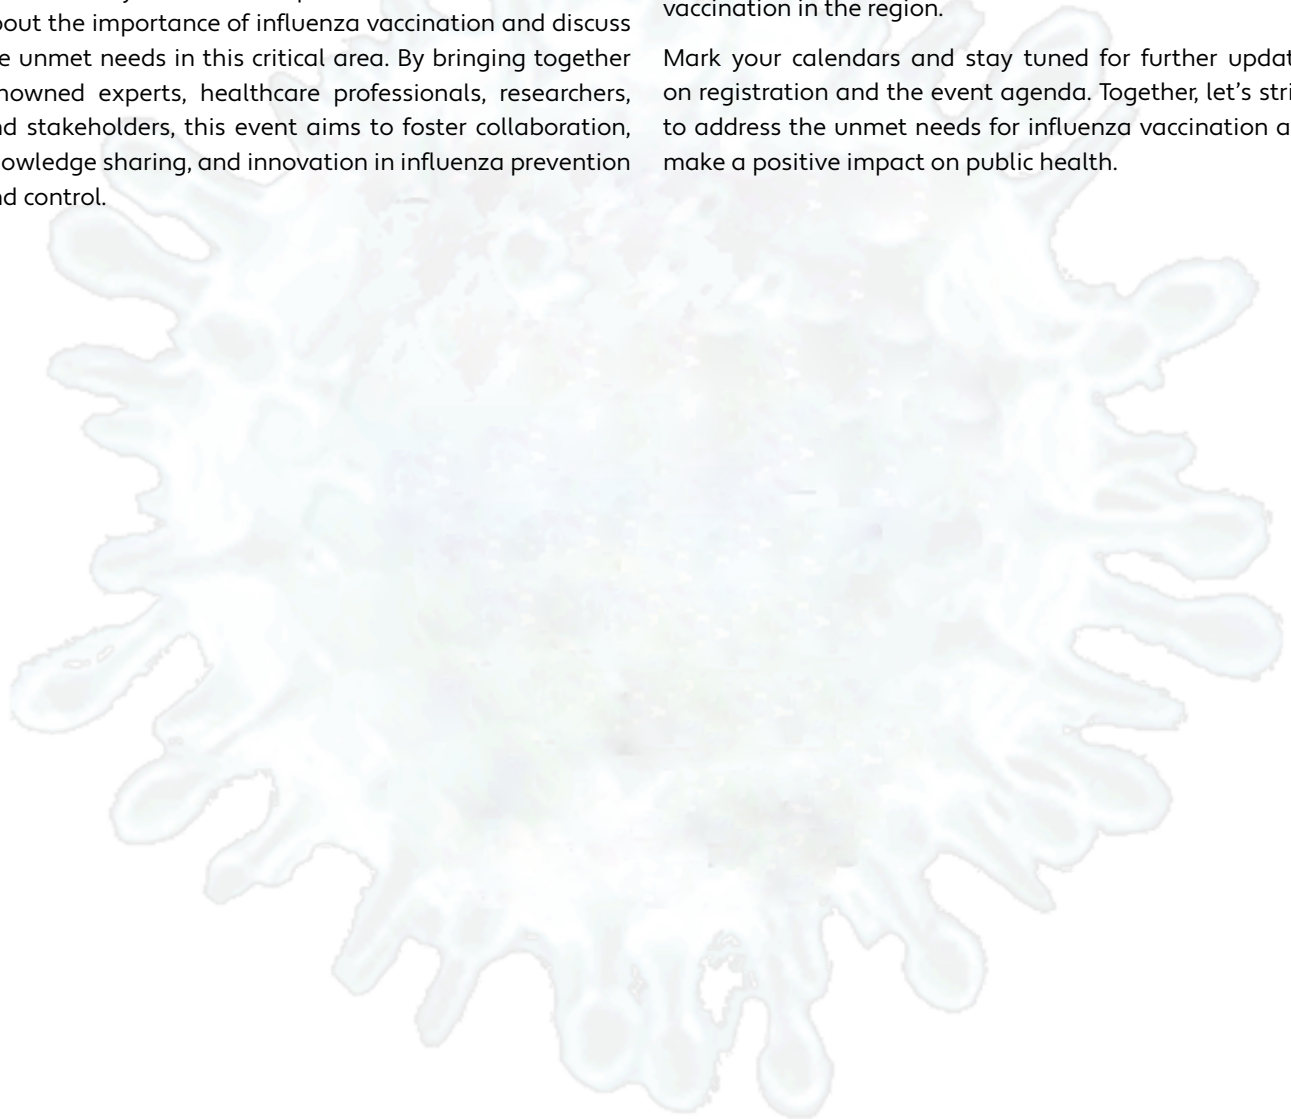 about the importance of influenza vaccination and discuss
unmet needs in this critical area. By bringing together
experts, healthcare professionals, researchers,
stakeholders, this event aims to foster collaboration,
sharing, and innovation in influenza prevention
control.
vaccination in the region.
Mark your calendars and stay tuned for further
on registration and the event agenda. Together, let’s
to address the unmet needs for influenza vaccination
make a positive impact on public health.